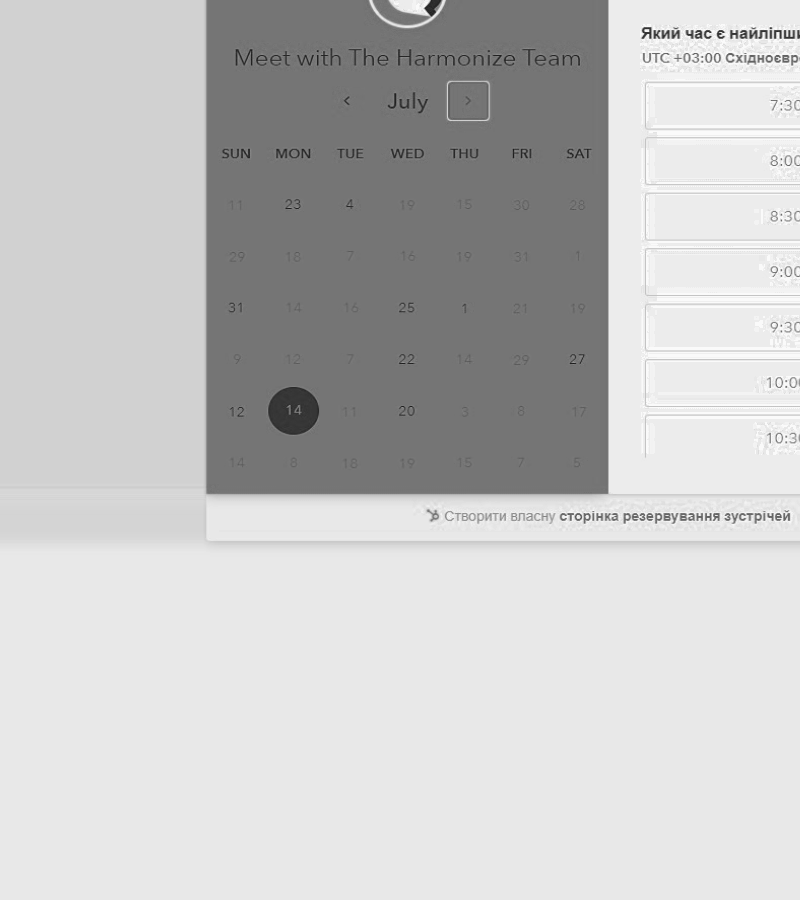 Meet with The Harmonize Team
July
SUN MON TUE WED THU FRI SAT
11 23 4 19 15 30 28
29 18 7 16 19 31 1
31 14 16 25 1 21 19
9 12 7 22 14 29 27
12 14 11 20 3 8 17
14 8 18 19 15 7 5
Який час є
UTC +03:00
7:30
8:00
8:30
9:00
9:30
10:00
10:30
Створити власну сторінка резервування зустрічей